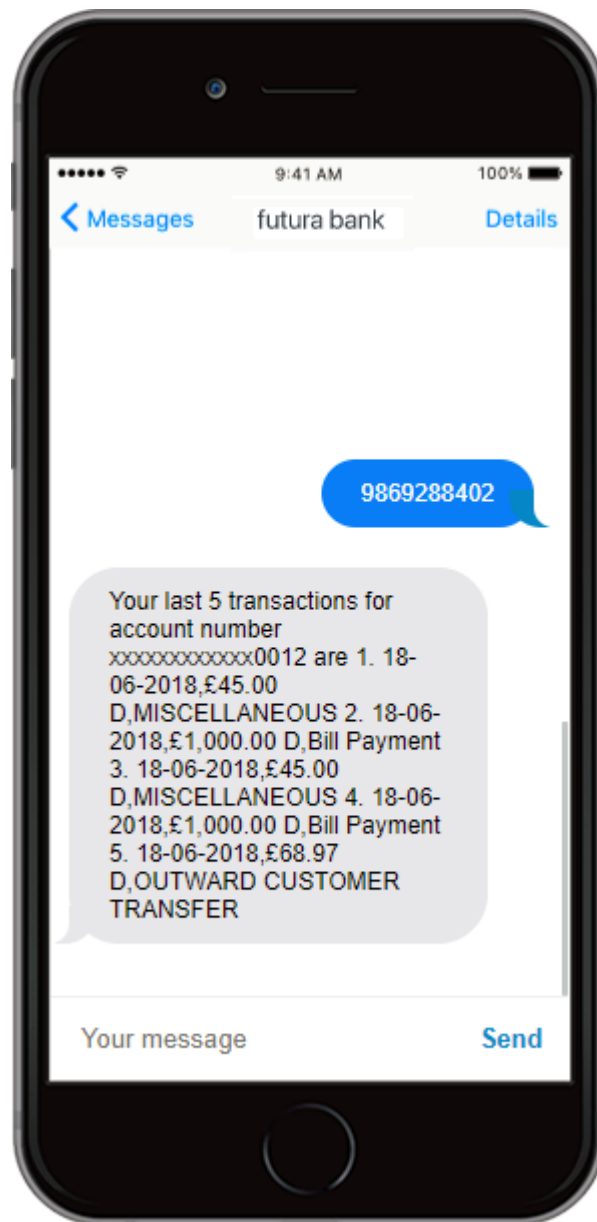 9:41 AM 100%
Messages futura bank Details
9869288402
Your last 5 transactions for
account number
xxxxxxxxxxxx0012 are 1. 18-
06-2018,£45.00
D,MISCELLANEOUS 2. 18-06-
2018,£1,000.00 D,Bill Payment
3. 18-06-2018,£45.00
D,MISCELLANEOUS 4. 18-06-
2018,£1,000.00 D,Bill Payment
5. 18-06-2018,£68.97
D,OUTWARD CUSTOMER
TRANSFER
Your message Send